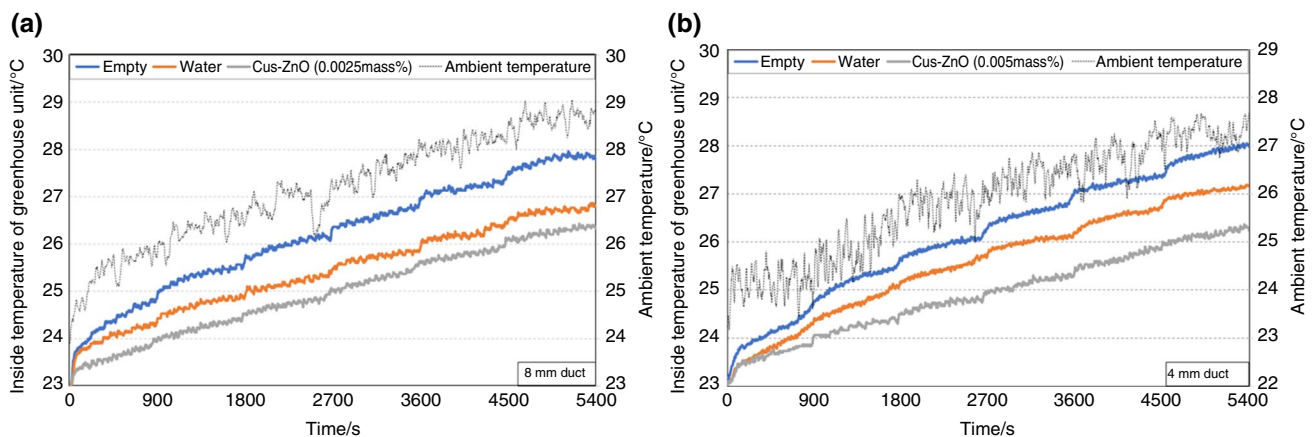 (a)
30
29
28
27
26
25
24
23
Inside temperature of greenhouse unit/°C
Empty Water Cus-ZnO (0.0025mass%) Ambient temperature
30
29
28
27
26
25
24
23
Ambient temperature/°C
8 mm duct
0 900 1800 2700 3600 4500 5400
Time/s
(b)
30
29
28
27
26
25
24
23
Inside temperature of greenhouse unit/°C
Empty Water Cus-ZnO (0.005mass%) Ambient temperature
29
28
27
26
25
24
23
22
Ambient temperature/°C
4 mm duct
0 900 1800 2700 3600 4500 5400
Time/s